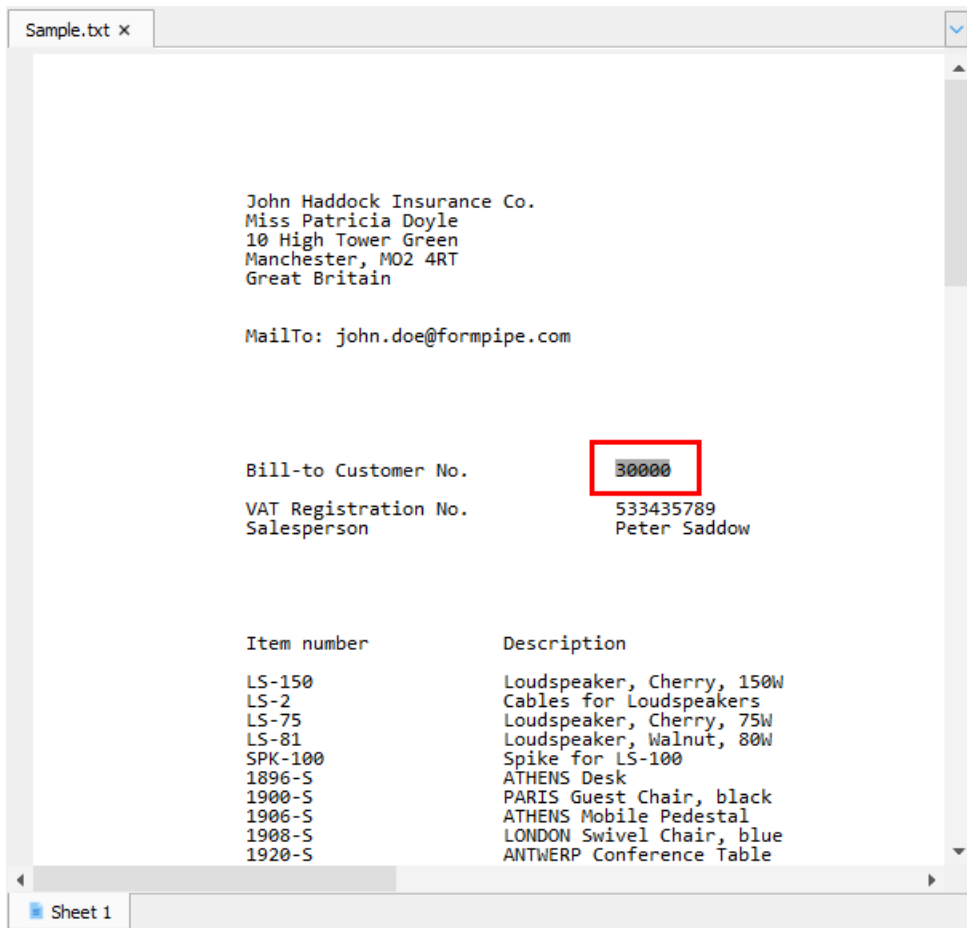 Sample.txt ×
John Haddock Insurance Co.
Miss Patricia Doyle
10 High Tower Green
Manchester, MO2 4RT
Great Britain
MailTo: john.doe@formpipe.com
Bill-to Customer No. 30000
VAT Registration No. 533435789
Salesperson Peter Saddow
Item number Description
LS-150 Loudspeaker, Cherry, 150W
LS-2 Cables for Loudspeakers
LS-75 Loudspeaker, Cherry, 75W
LS-81 Loudspeaker, Walnut, 80W
SPK-100 Spike for LS-100
1896-S ATHENS Desk
1900-S PARIS Guest Chair, black
1906-S ATHENS Mobile Pedestal
1908-S LONDON Swivel Chair, blue
1920-S ANTWERP Conference Table
Sheet 1